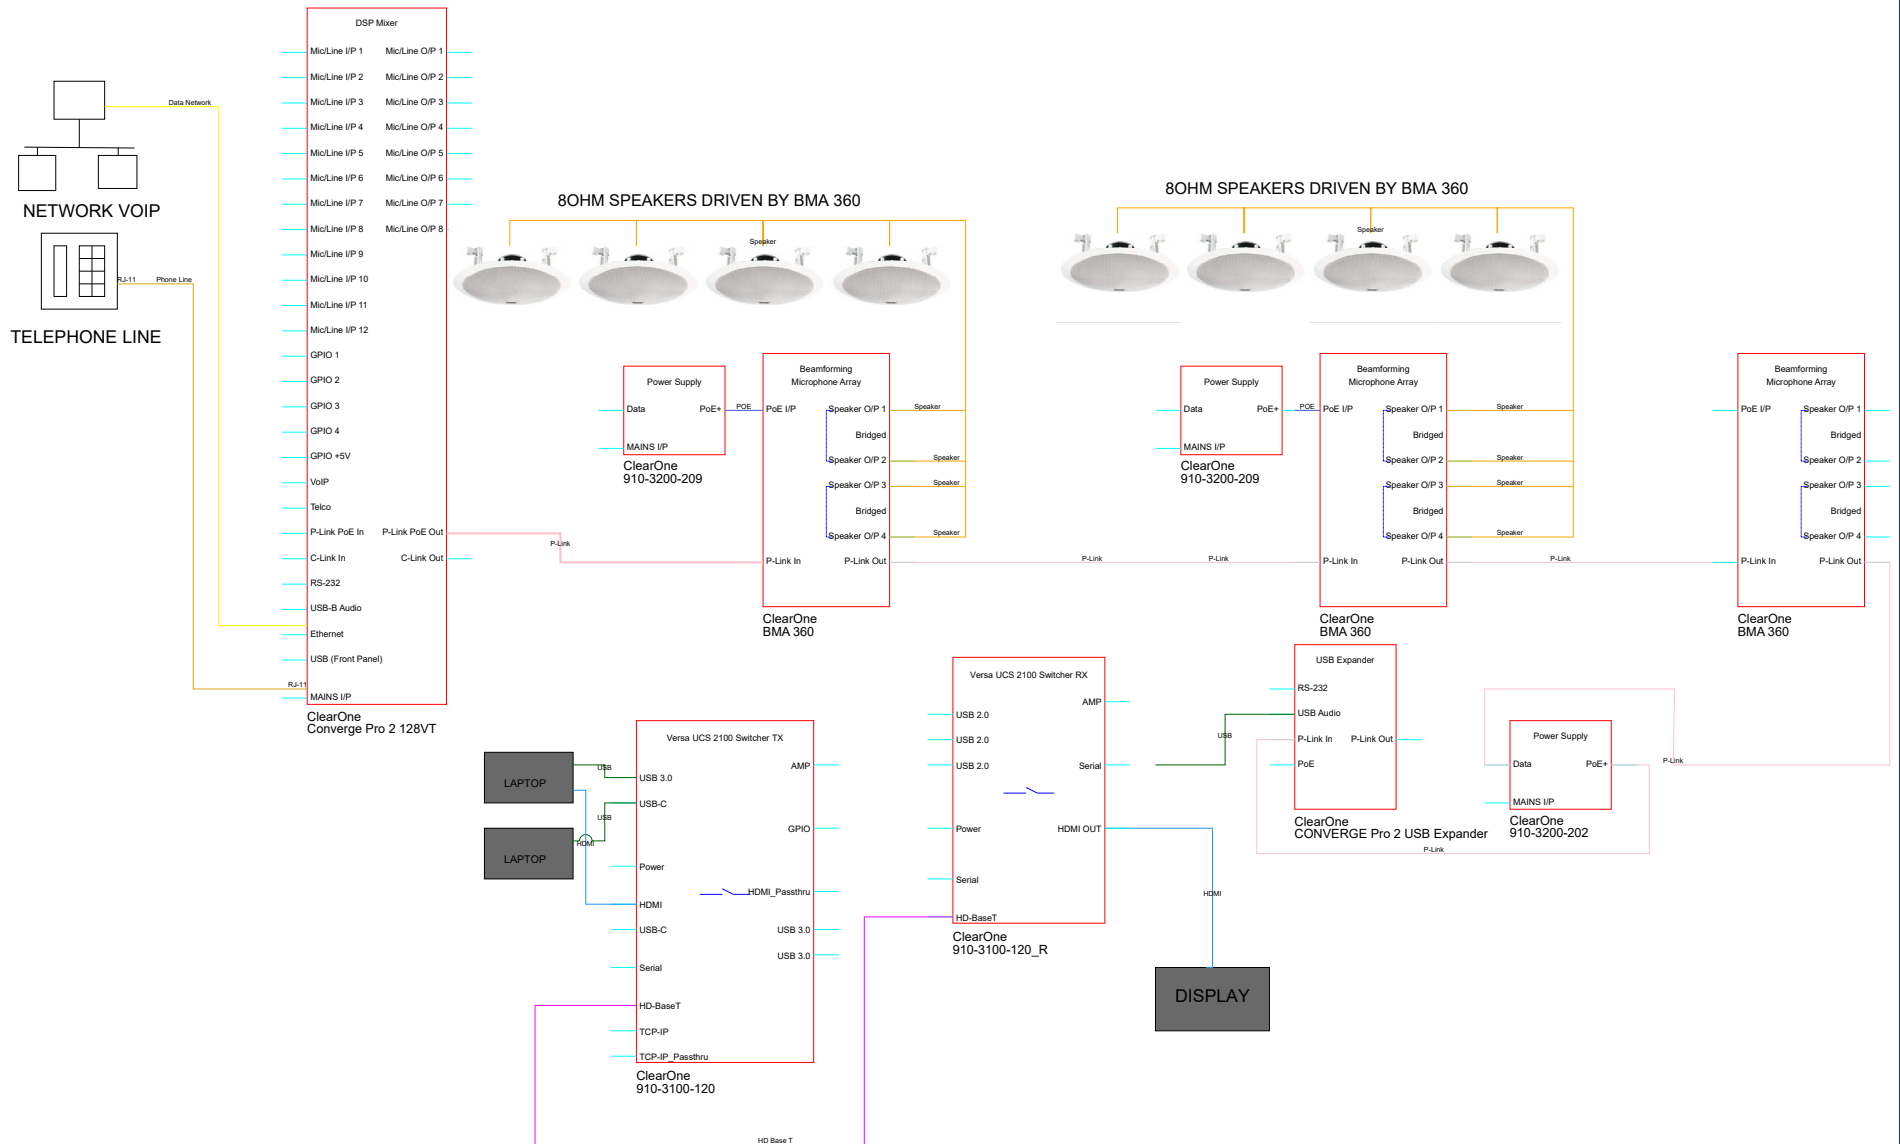 DSP Mixer
Mic/Line I/P 1
Mic/Line O/P 1
Mic/Line I/P 2
Mic/Line O/P 2
Mic/Line I/P 3
Mic/Line O/P 3
Mic/Line I/P 4
Mic/Line O/P 4
Mic/Line I/P 5
Mic/Line O/P 5
Mic/Line I/P 6
Mic/Line O/P 6
Mic/Line I/P 7
Mic/Line O/P 7
Mic/Line I/P 8
Mic/Line O/P 8
Mic/Line I/P 9
Mic/Line I/P 10
Mic/Line I/P 11
Mic/Line I/P 12
GPIO 1
GPIO 2
GPIO 3
GPIO 4
GPIO +5V
VoIP
Telco
P-Link PoE In
P-Link PoE Out
C-Link In
C-Link Out
RS-232
USB-B Audio
Ethernet
USB (Front Panel)
RJ-11
MAINS I/P
ClearOne
Converge Pro 2 128VT
Data Network
NETWORK VOIP
RJ-11
Phone Line
TELEPHONE LINE
8OHM SPEAKERS DRIVEN BY BMA 360
Speaker
Power Supply
Data
PoE+
MAINS I/P
ClearOne
910-3200-209
POE
Beamforming
Microphone Array
PoE I/P
Speaker O/P 1
Bridged
Speaker O/P 2
Speaker O/P 3
Bridged
Speaker O/P 4
P-Link In
P-Link Out
ClearOne
BMA 360
Speaker
Speaker
Speaker
Speaker
P-Link
8OHM SPEAKERS DRIVEN BY BMA 360
Speaker
Power Supply
Data
PoE+
MAINS I/P
ClearOne
910-3200-209
POE
Beamforming
Microphone Array
PoE I/P
Speaker O/P 1
Bridged
Speaker O/P 2
Speaker O/P 3
Bridged
Speaker O/P 4
P-Link In
P-Link Out
ClearOne
BMA 360
Speaker
Speaker
Speaker
Speaker
P-Link
P-Link
P-Link
Beamforming
Microphone Array
PoE I/P
Speaker O/P 1
Bridged
Speaker O/P 2
Speaker O/P 3
Bridged
Speaker O/P 4
P-Link In
P-Link Out
ClearOne
BMA 360
LAPTOP
LAPTOP
USB
USB
HDMI
Versa UCS 2100 Switcher TX
AMP
USB 3.0
USB-C
GPIO
Power
HDMI_Passthru
HDMI
USB-C
USB 3.0
USB 3.0
Serial
HD-BaseT
TCP-IP
TCP-IP_Passthru
ClearOne
910-3100-120
HD Base T
Versa UCS 2100 Switcher RX
AMP
USB 2.0
USB 2.0
USB 2.0
Serial
Power
HDMI OUT
Serial
HD-BaseT
ClearOne
910-3100-120_R
HDMI
DISPLAY
USB
USB Expander
RS-232
USB Audio
P-Link In
P-Link Out
PoE
ClearOne
CONVERGE Pro 2 USB Expander
P-Link
Power Supply
Data
PoE+
MAINS I/P
ClearOne
910-3200-202
P-Link